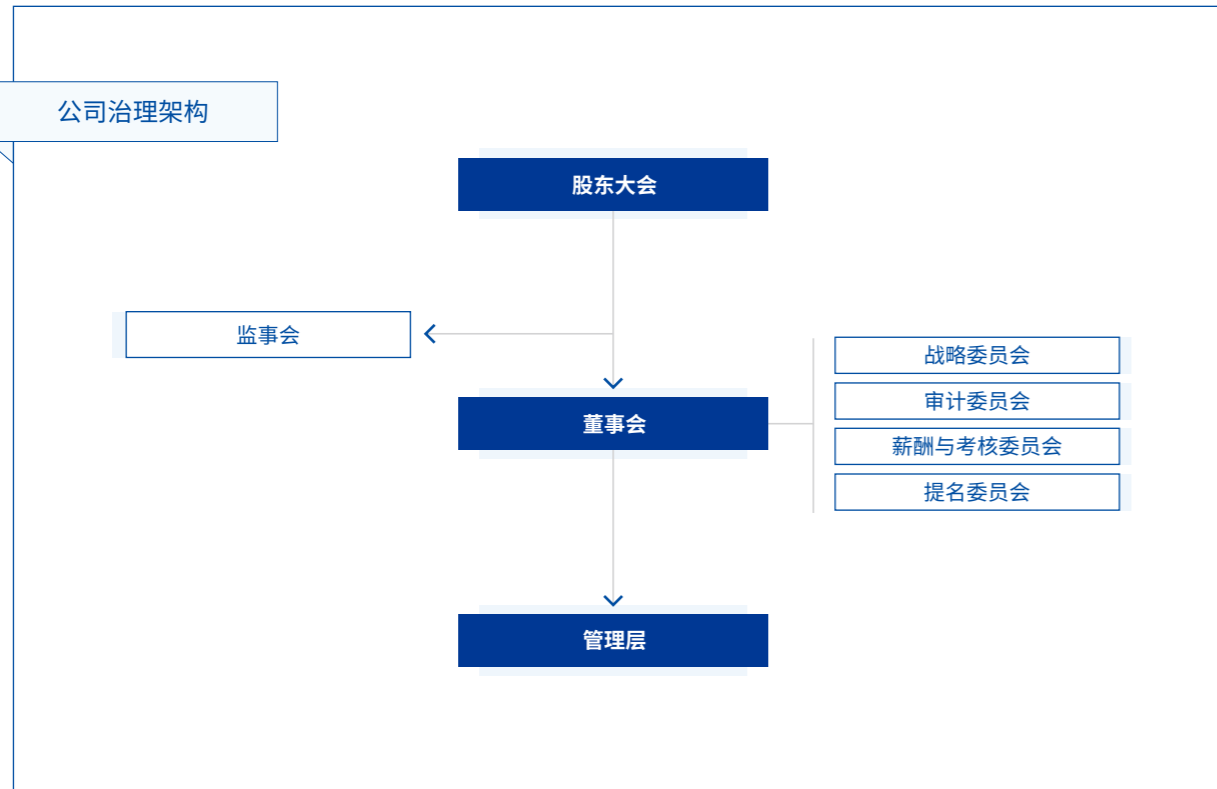 公司治理架构
股东大会
监事会
董事会
战略委员会
审计委员会
薪酬与考核委员会
提名委员会
管理层